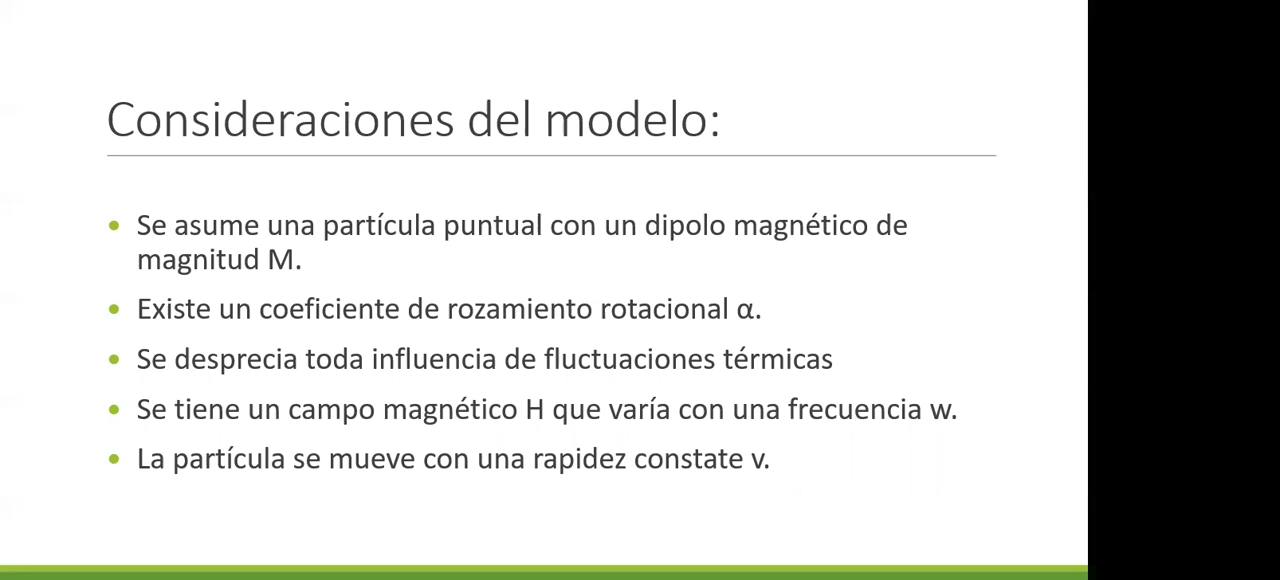 Consideraciones del modelo:
• Se asume una partícula puntual con un dipolo magnético de
magnitud M.
• Existe un coeficiente de rozamiento rotacional α.
• Se desprecia toda influencia de fluctuaciones térmicas
• Se tiene un campo magnético H que varía con una frecuencia w.
• La partícula se mueve con una rapidez constate v.